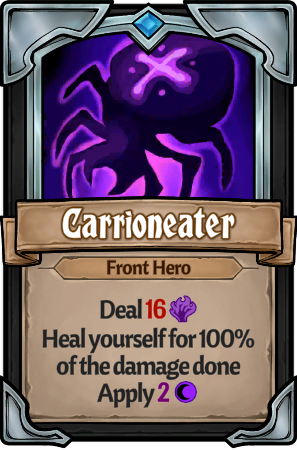 Carrioneater
Front Hero
Deal 16
Heal yourself for 100%
of the damage done
Apply 2